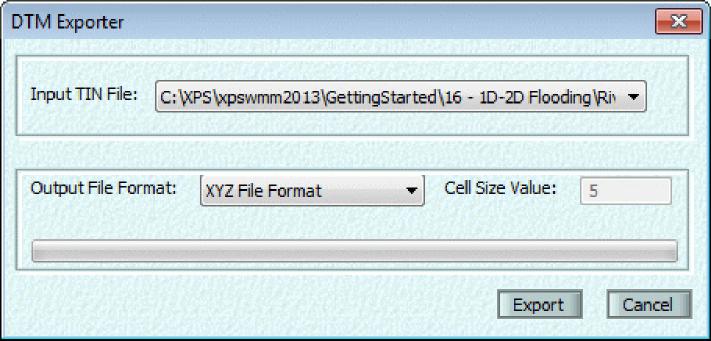 DTM Exporter
Input TIN File: C:\XPS\xpswmm2013\GettingStarted\16 - 1D-2D Flooding\Riv
Output File Format: XYZ File Format Cell Size Value: 5
Export Cancel